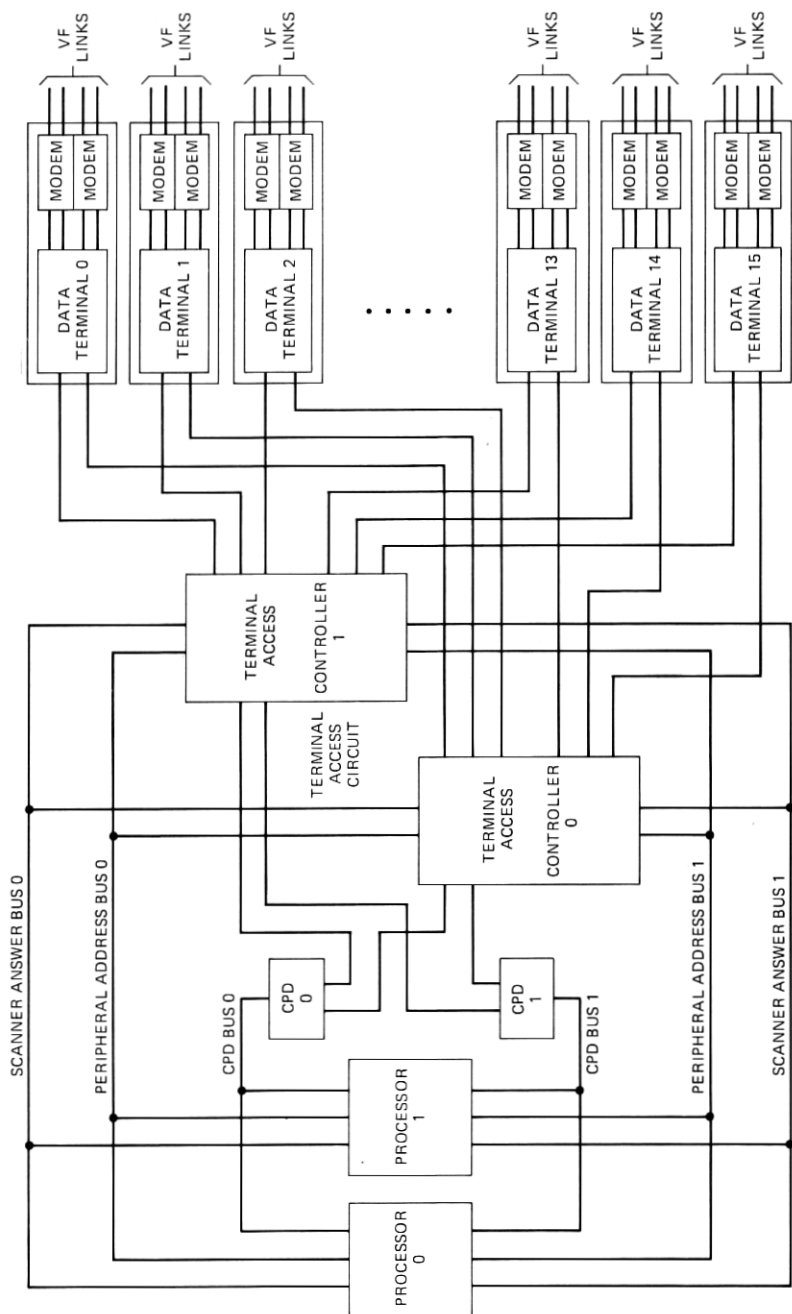 SCANNER ANSWER BUS 0
PERIPHERAL ADDRESS BUS 0
CPD BUS 0
PROCESSOR
0
PROCESSOR
1
CPD
0
CPD
1
CPD BUS 1
PERIPHERAL ADDRESS BUS 1
SCANNER ANSWER BUS 1
TERMINAL
ACCESS
CONTROLLER
1
TERMINAL
ACCESS
CIRCUIT
TERMINAL
ACCESS
CONTROLLER
0
DATA
TERMINAL 0
MODEM
MODEM
VF
LINKS
DATA
TERMINAL 1
MODEM
MODEM
VF
LINKS
DATA
TERMINAL 2
MODEM
MODEM
VF
LINKS
. . . . .
DATA
TERMINAL 13
MODEM
MODEM
VF
LINKS
DATA
TERMINAL 14
MODEM
MODEM
VF
LINKS
DATA
TERMINAL 15
MODEM
MODEM
VF
LINKS